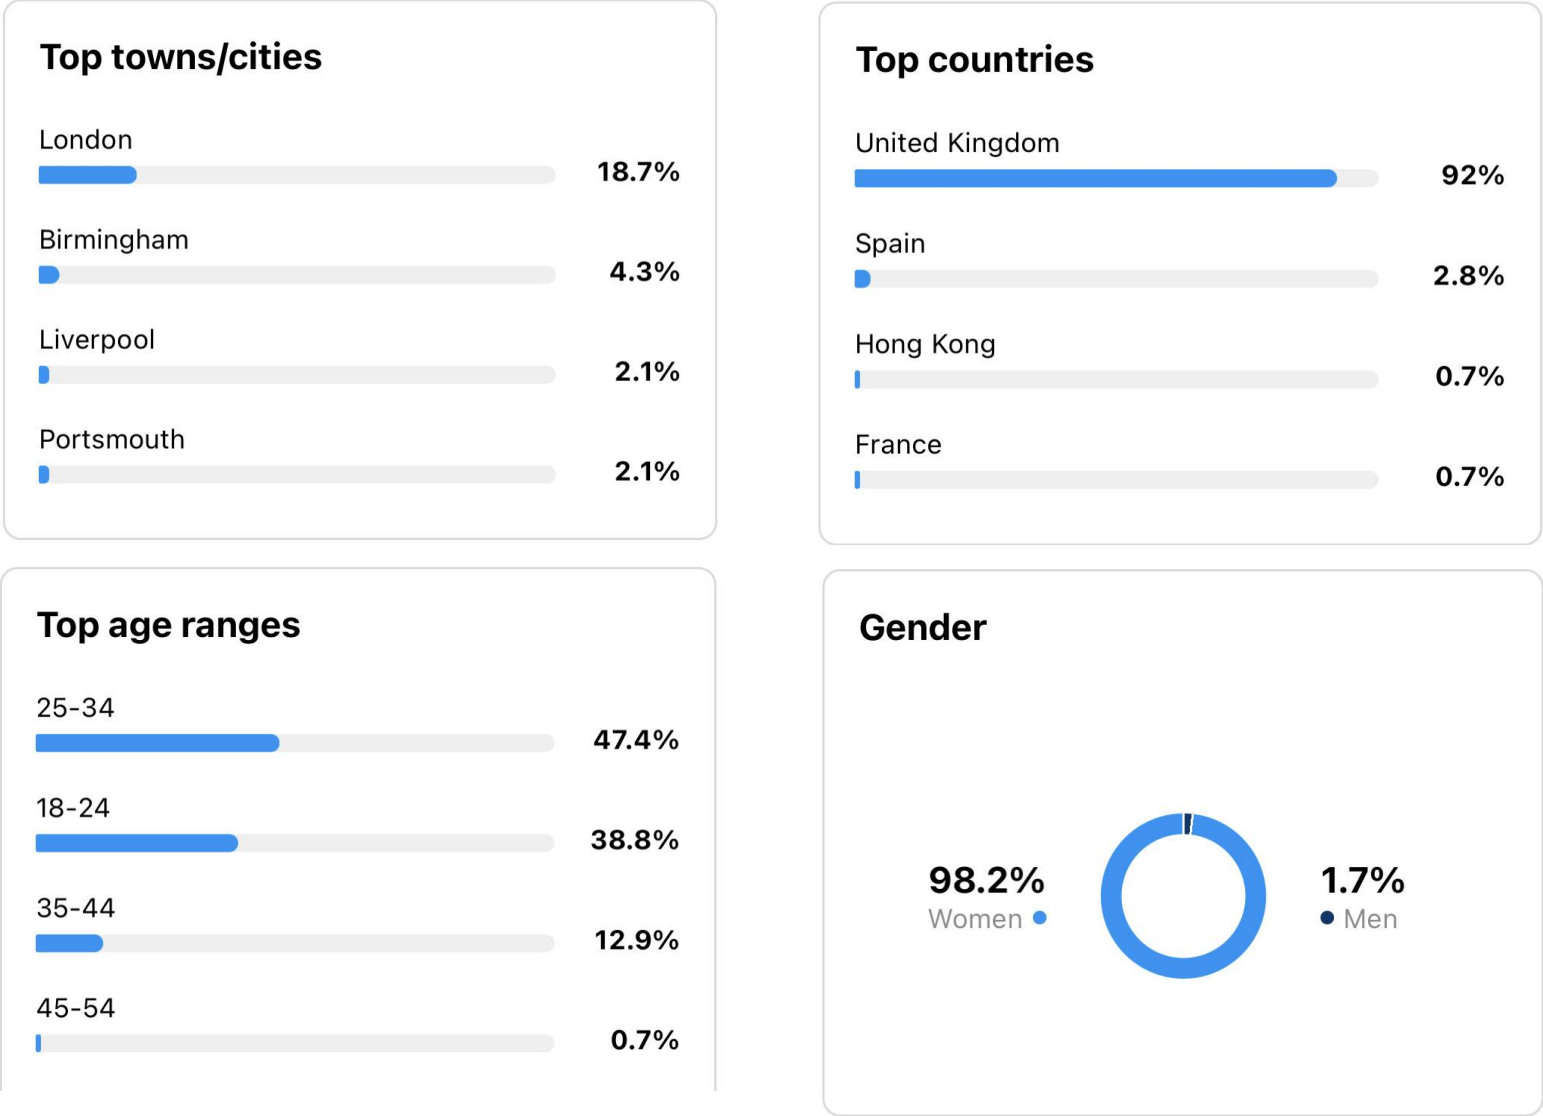 Top towns/cities
London
18.7%
Birmingham
4.3%
Liverpool
2.1%
Portsmouth
2.1%
Top countries
United Kingdom
92%
Spain
2.8%
Hong Kong
0.7%
France
0.7%
Top age ranges
25-34
47.4%
18-24
38.8%
35-44
12.9%
45-54
0.7%
Gender
98.2%
Women
1.7%
Men